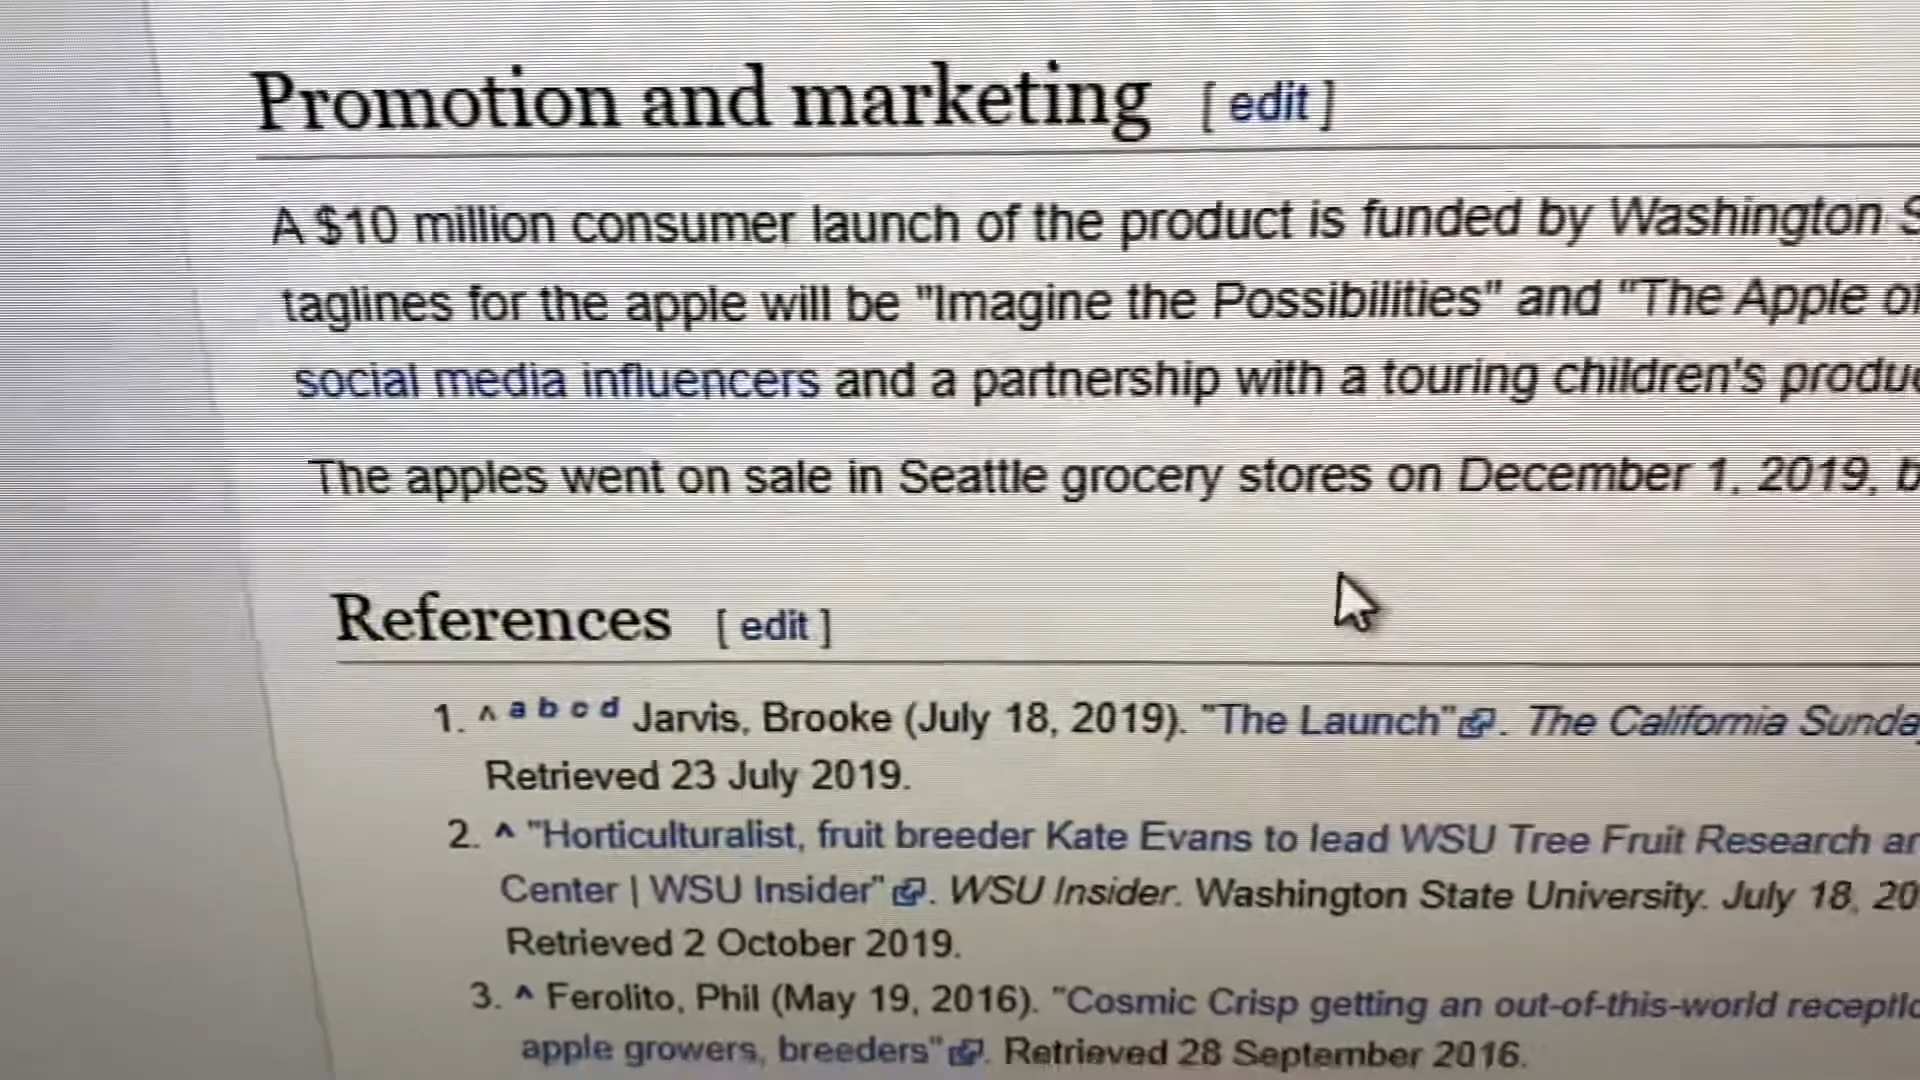 Promotion and marketing [ edit ]
A $10 million consumer launch of the product is funded by Washington
taglines for the apple will be "Imagine the Possibilities" and "The Apple of
social media influencers and a partnership with a touring children's
The apples went on sale in Seattle grocery stores on December 1, 2019,
References [ edit ]
1. ^ a b c d Jarvis, Brooke (July 18, 2019). "The Launch". The California
Retrieved 23 July 2019.
2. ^ "Horticulturalist, fruit breeder Kate Evans to lead WSU Tree Fruit Research
Center | WSU Insider". WSU Insider. Washington State University. July 18,
Retrieved 2 October 2019.
3. ^ Ferolito, Phil (May 19, 2016). "Cosmic Crisp getting an out-of-this-world
apple growers, breeders". Retrieved 28 September 2016.